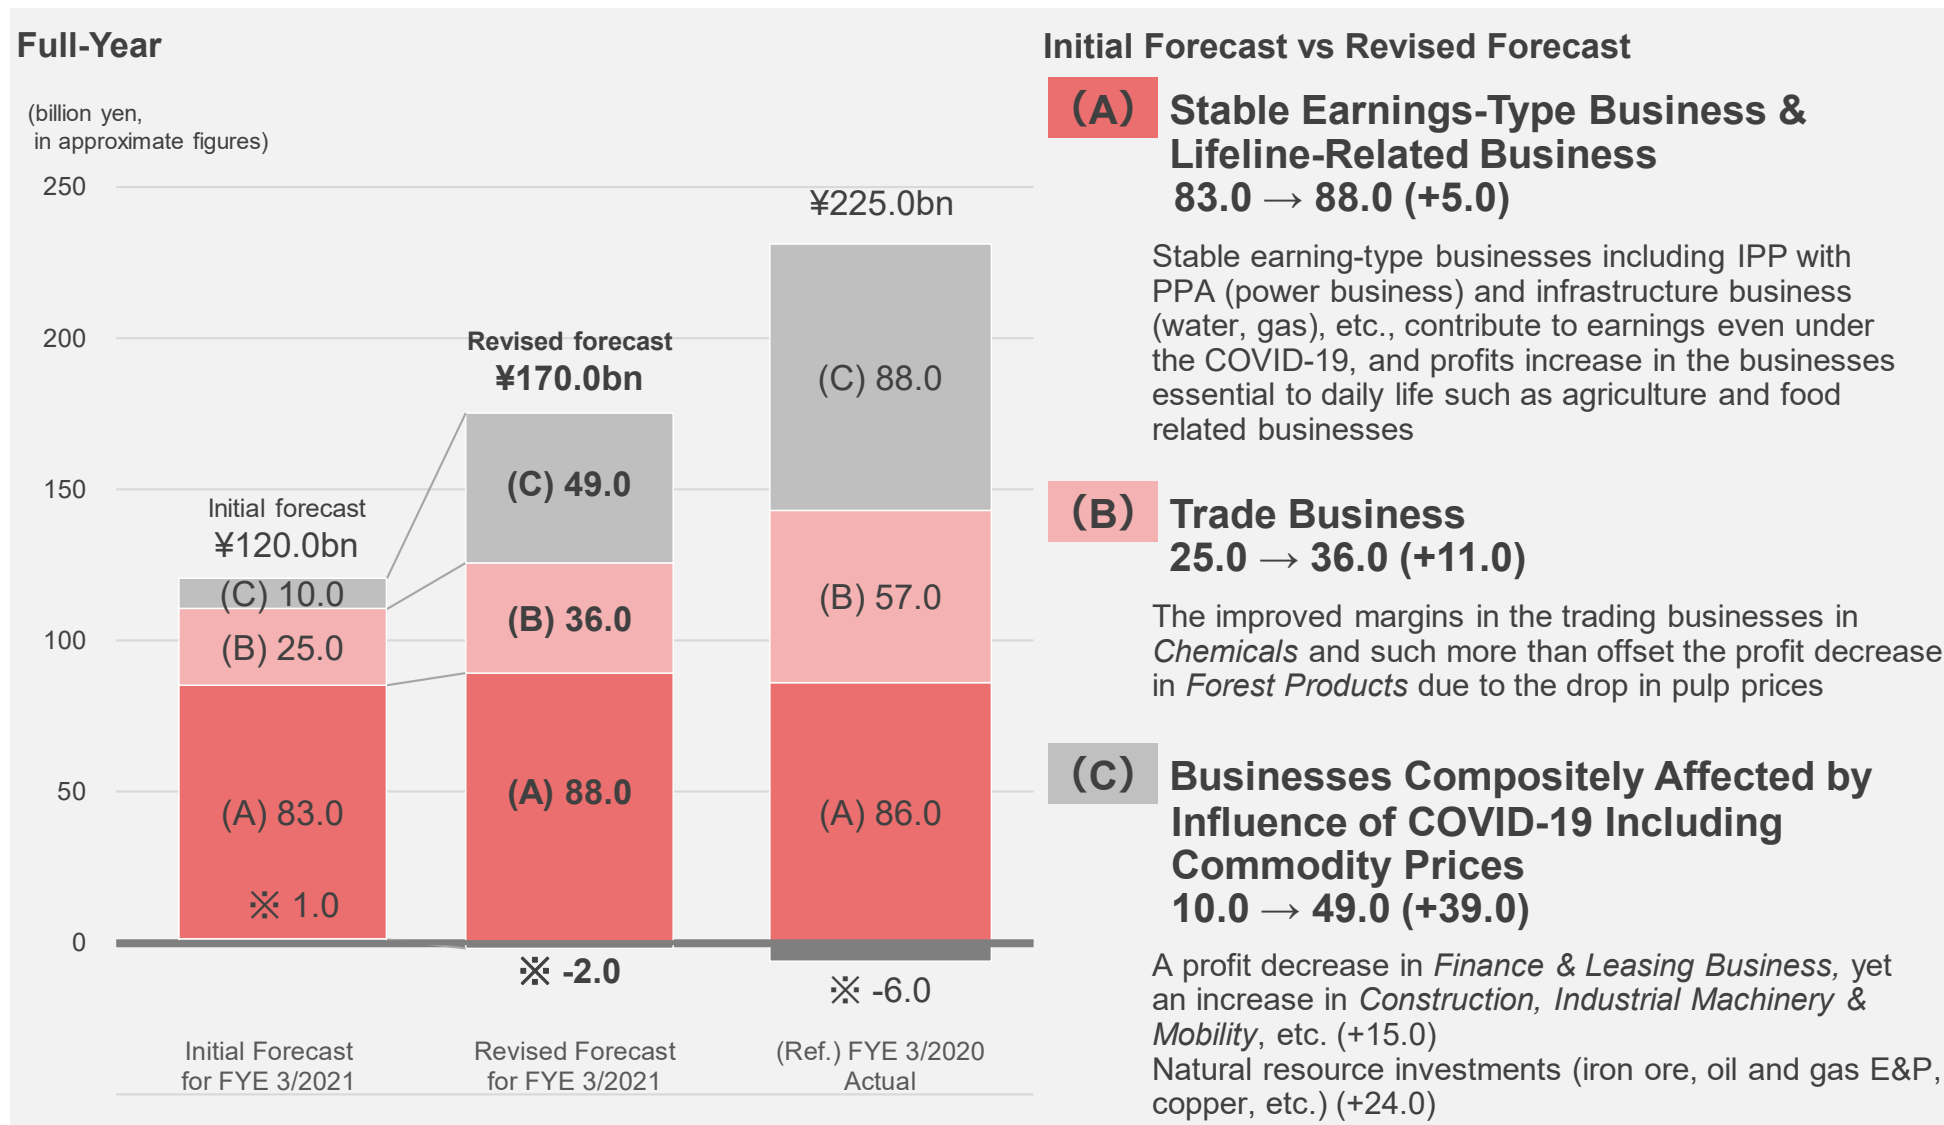 Full-Year
(billion yen,
in approximate figures)
250
200
150
100
50
0
Initial forecast
¥120.0bn
(C) 10.0
(B) 25.0
(A) 83.0
※ 1.0
Initial Forecast
for FYE 3/2021
Revised forecast
¥170.0bn
(C) 49.0
(B) 36.0
(A) 88.0
※ -2.0
Revised Forecast
for FYE 3/2021
¥225.0bn
(C) 88.0
(B) 57.0
(A) 86.0
※ -6.0
(Ref.) FYE 3/2020
Actual
Initial Forecast vs Revised Forecast
（A） Stable Earnings-Type Business &
Lifeline-Related Business
83.0 → 88.0 (+5.0)
Stable earning-type businesses including IPP with
PPA (power business) and infrastructure business
(water, gas), etc., contribute to earnings even under
the COVID-19, and profits increase in the businesses
essential to daily life such as agriculture and food
related businesses
（B） Trade Business
25.0 → 36.0 (+11.0)
The improved margins in the trading businesses in
Chemicals and such more than offset the profit decrease
in Forest Products due to the drop in pulp prices
（C） Businesses Compositely Affected by
Influence of COVID-19 Including
Commodity Prices
10.0 → 49.0 (+39.0)
A profit decrease in Finance & Leasing Business, yet
an increase in Construction, Industrial Machinery &
Mobility, etc. (+15.0)
Natural resource investments (iron ore, oil and gas E&P,
copper, etc.) (+24.0)